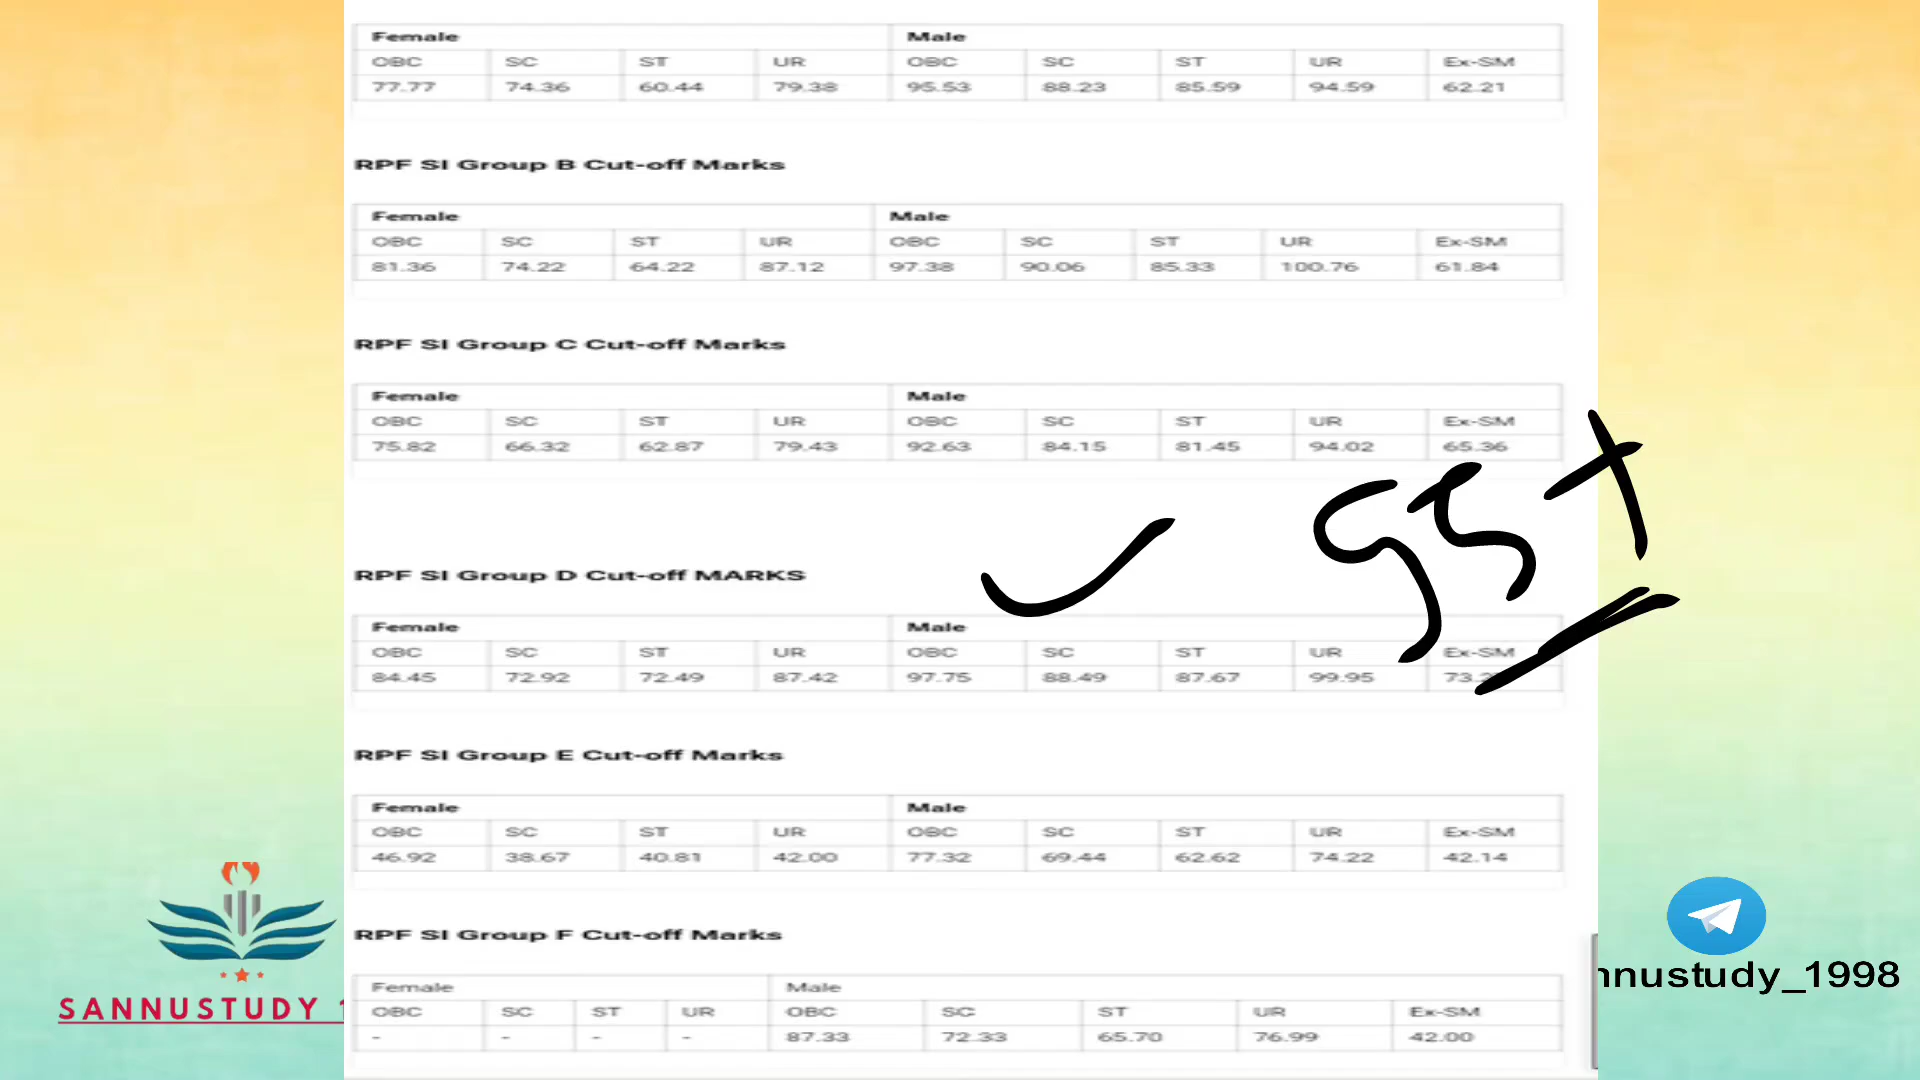 Female Male
OBC SC ST UR OBC SC ST UR Ex-SM
77.77 74.36 60.44 79.38 95.53 88.23 85.59 94.59 62.21
RPF SI Group B Cut-off Marks
Female Male
OBC SC ST UR OBC SC ST UR Ex-SM
81.36 74.22 64.22 87.12 97.38 90.06 85.33 100.76 61.84
RPF SI Group C Cut-off Marks
Female Male
OBC SC ST UR OBC SC ST UR Ex-SM
75.82 66.32 62.87 79.43 92.63 84.15 81.45 94.02 65.36
RPF SI Group D Cut-off MARKS
Female Male
OBC SC ST UR OBC SC ST UR Ex-SM
84.45 72.92 72.49 87.42 97.75 88.49 87.67 99.95
RPF SI Group E Cut-off Marks
Female Male
OBC SC ST UR OBC SC ST UR Ex-SM
46.92 38.67 40.81 42.00 77.32 69.44 62.62 74.22 42.14
RPF SI Group F Cut-off Marks
Female Male
OBC SC ST UR OBC SC ST UR Ex-SM
- - - - 87.33 72.33 65.70 76.99 42.00
SANNUSTUDY
nnustudy_1998